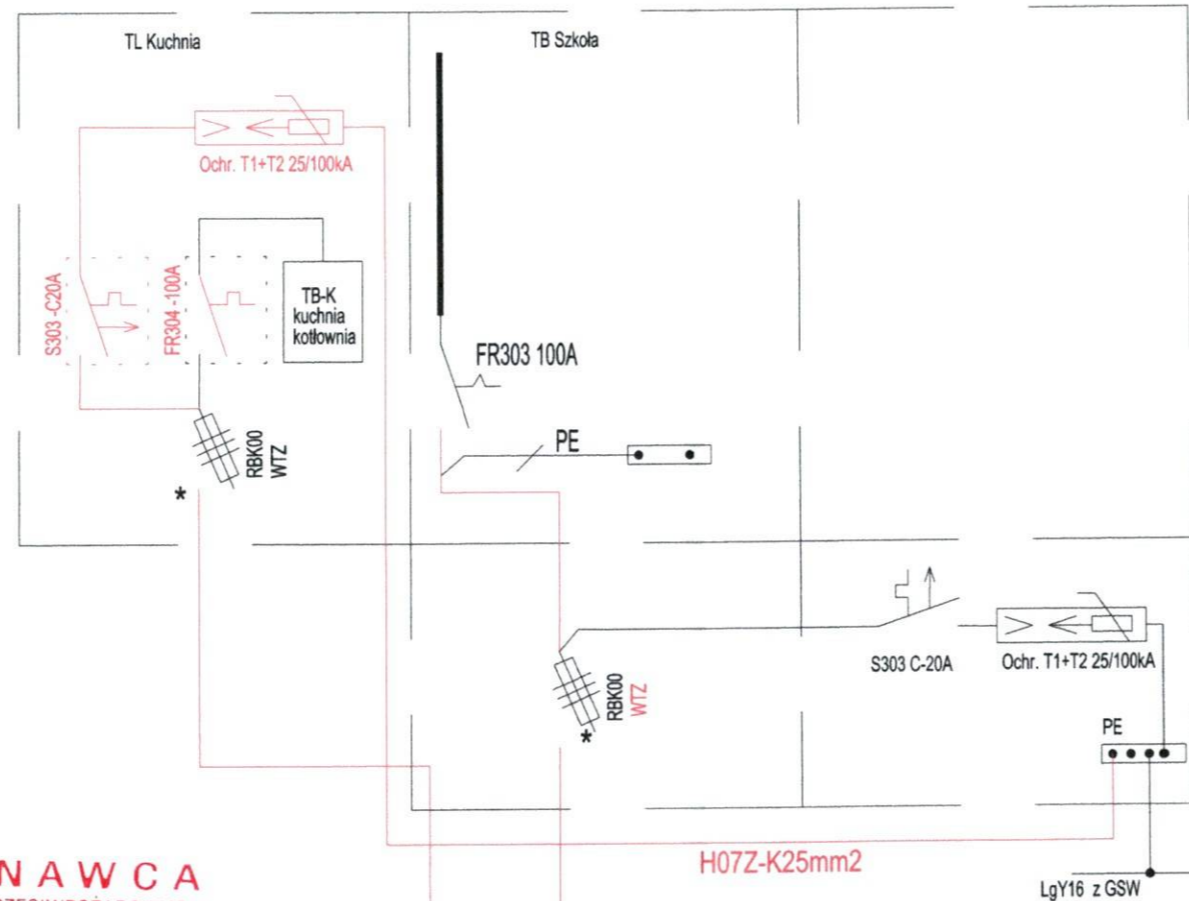 TL Kuchnia
TB Szkoła
Ochr. T1+T2 25/100kA
S303 -C20A
FR304 -100A
TB-K
kuchnia
kotłownia
FR303 100A
PE
RBK00
WTZ
*
S303 C-20A
Ochr. T1+T2 25/100kA
RBK00
WTZ
*
PE
H07Z-K25mm2
NAWCA
LgY16 z GSW